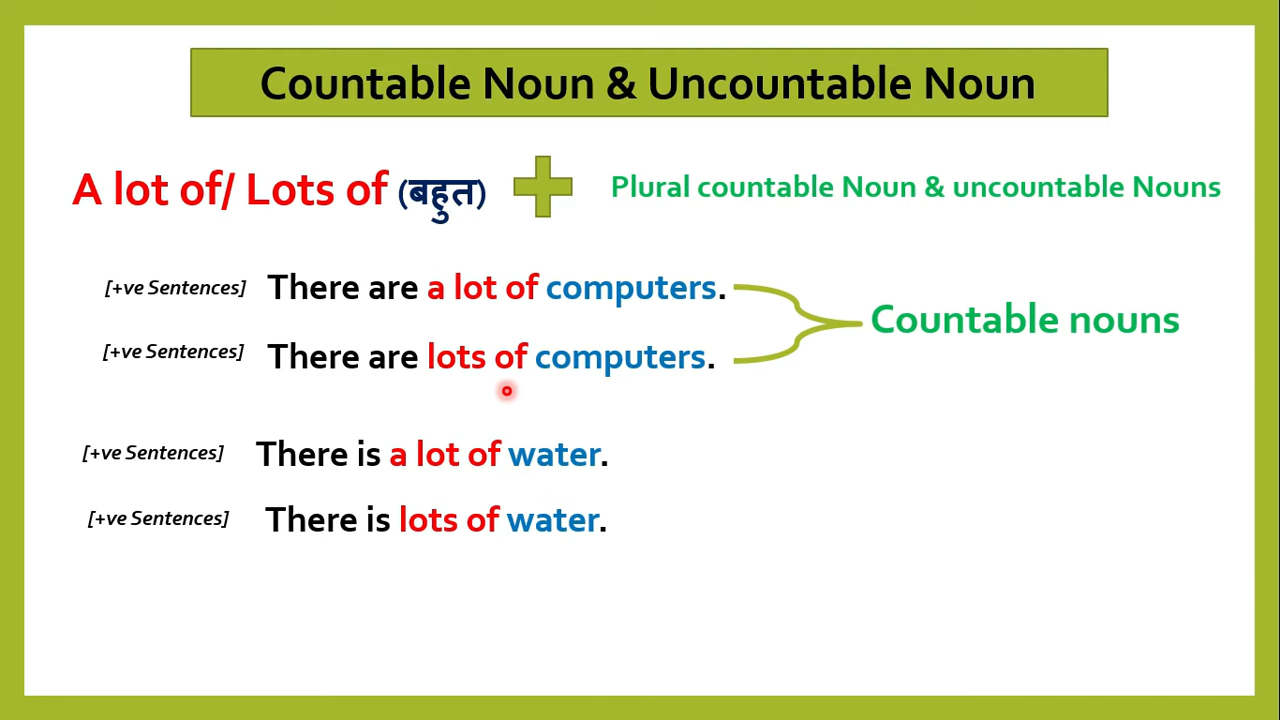 Countable Noun & Uncountable Noun
A lot of/ Lots of (बहुत) Plural countable Noun & uncountable Nouns
[+ve Sentences] There are a lot of computers.
Countable nouns
[+ve Sentences] There are lots of computers.
[+ve Sentences] There is a lot of water.
[+ve Sentences] There is lots of water.